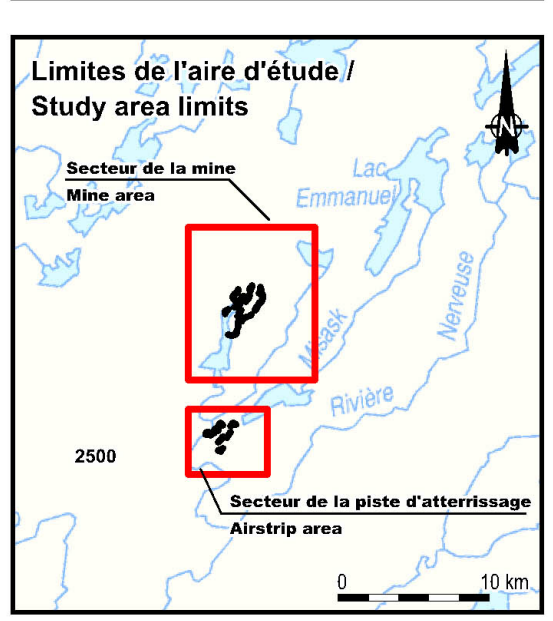 Limites de l'aire d'étude /
Study area limits
N
Secteur de la mine
Mine area
Lac
Emmanuel
Misask
Nerveuse
Rivière
2500
Secteur de la piste d'atterrissage
Airstrip area
0 10 km